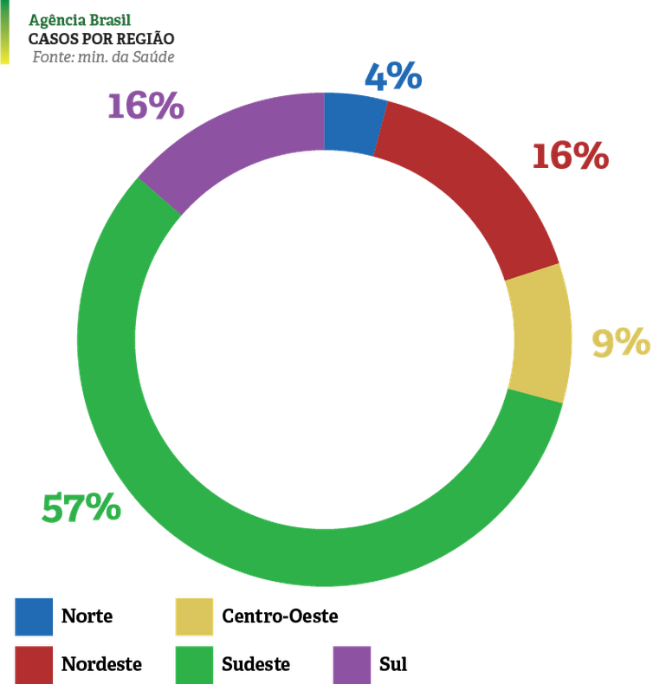 Agência Brasil
CASOS POR REGIÃO
Fonte: min. da Saúde
4%
16%
16%
9%
57%
Norte
Centro-Oeste
Nordeste
Sudeste
Sul